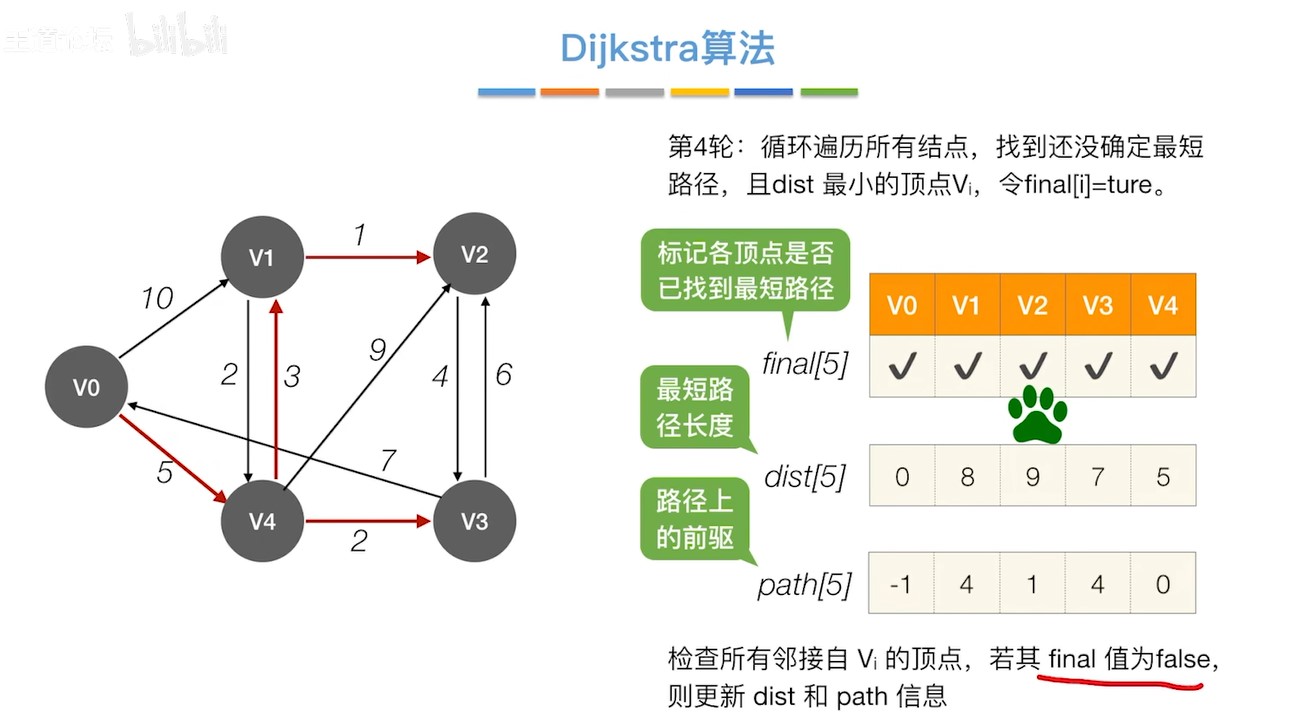 bilibili
Dijkstra算法
第4轮：循环遍历所有结点，找到还没确定最短
路径，且dist 最小的顶点Vᵢ，令final[i]=ture。
标记各顶点是否
已找到最短路径
V0 V1 V2 V3 V4
final[5] ✓ ✓ ✓ ✓ ✓
最短路
径长度
dist[5] 0 8 9 7 5
路径上
的前驱
path[5] -1 4 1 4 0
检查所有邻接自 Vᵢ 的顶点，若其 final 值为false，
则更新 dist 和 path 信息
V1 1 V2
10
2 3 9 4 6
V0
5 7
V4 2 V3